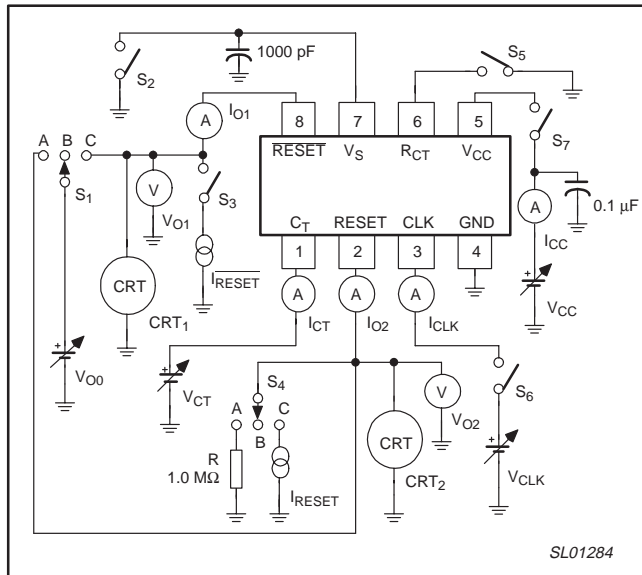 1000 pF
S5
S2
A
IO1
8
7
6
5
S7
A B C
RESET
VS
RCT
VCC
S1
V
S3
A
0.1 μF
VO1
CT
RESET
CLK
GND
ICC
1
2
3
4
CRT
IRESET
A
A
A
VCC
CRT1
ICT
IO2
ICLK
VO0
VCT
S4
V
S6
A
B
C
VO2
CRT
R
1.0 MΩ
IRESET
CRT2
VCLK
SL01284